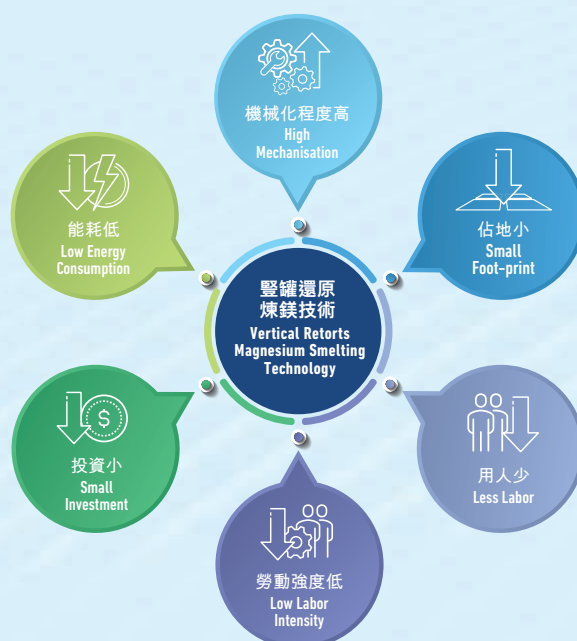 機械化程度高
High
Mechanisation
能耗低
Low Energy
Consumption
佔地小
Small
Foot-print
豎罐還原
煉鎂技術
Vertical Retorts
Magnesium Smelting
Technology
$
投資小
Small
Investment
用人少
Less Labor
勞動強度低
Low Labor
Intensity